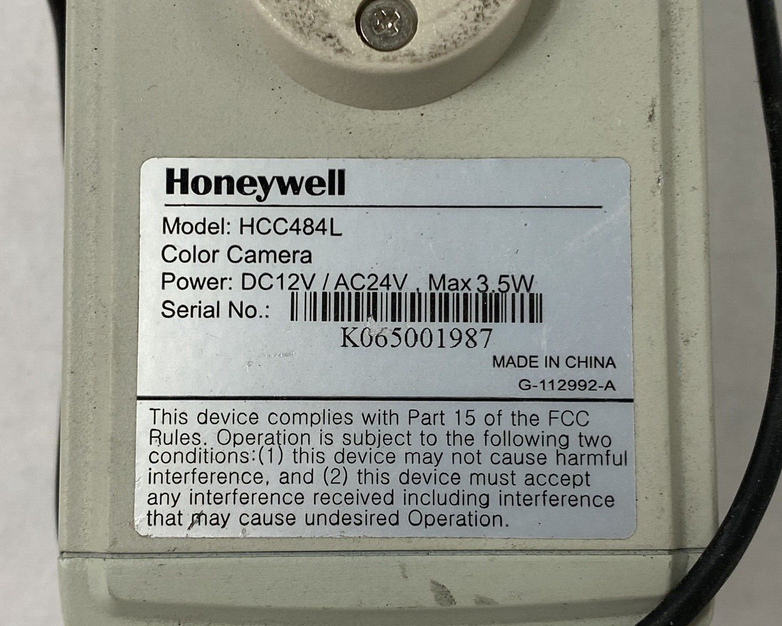 Honeywell
Model: HCC484L
Color Camera
Power: DC12V / AC24V , Max 3.5W
Serial No.:
K065001987
MADE IN CHINA
G-112992-A
This device complies with Part 15 of the FCC
Rules. Operation is subject to the following two
conditions:(1) this device may not cause harmful
interference, and (2) this device must accept
any interference received including interference
that may cause undesired Operation.